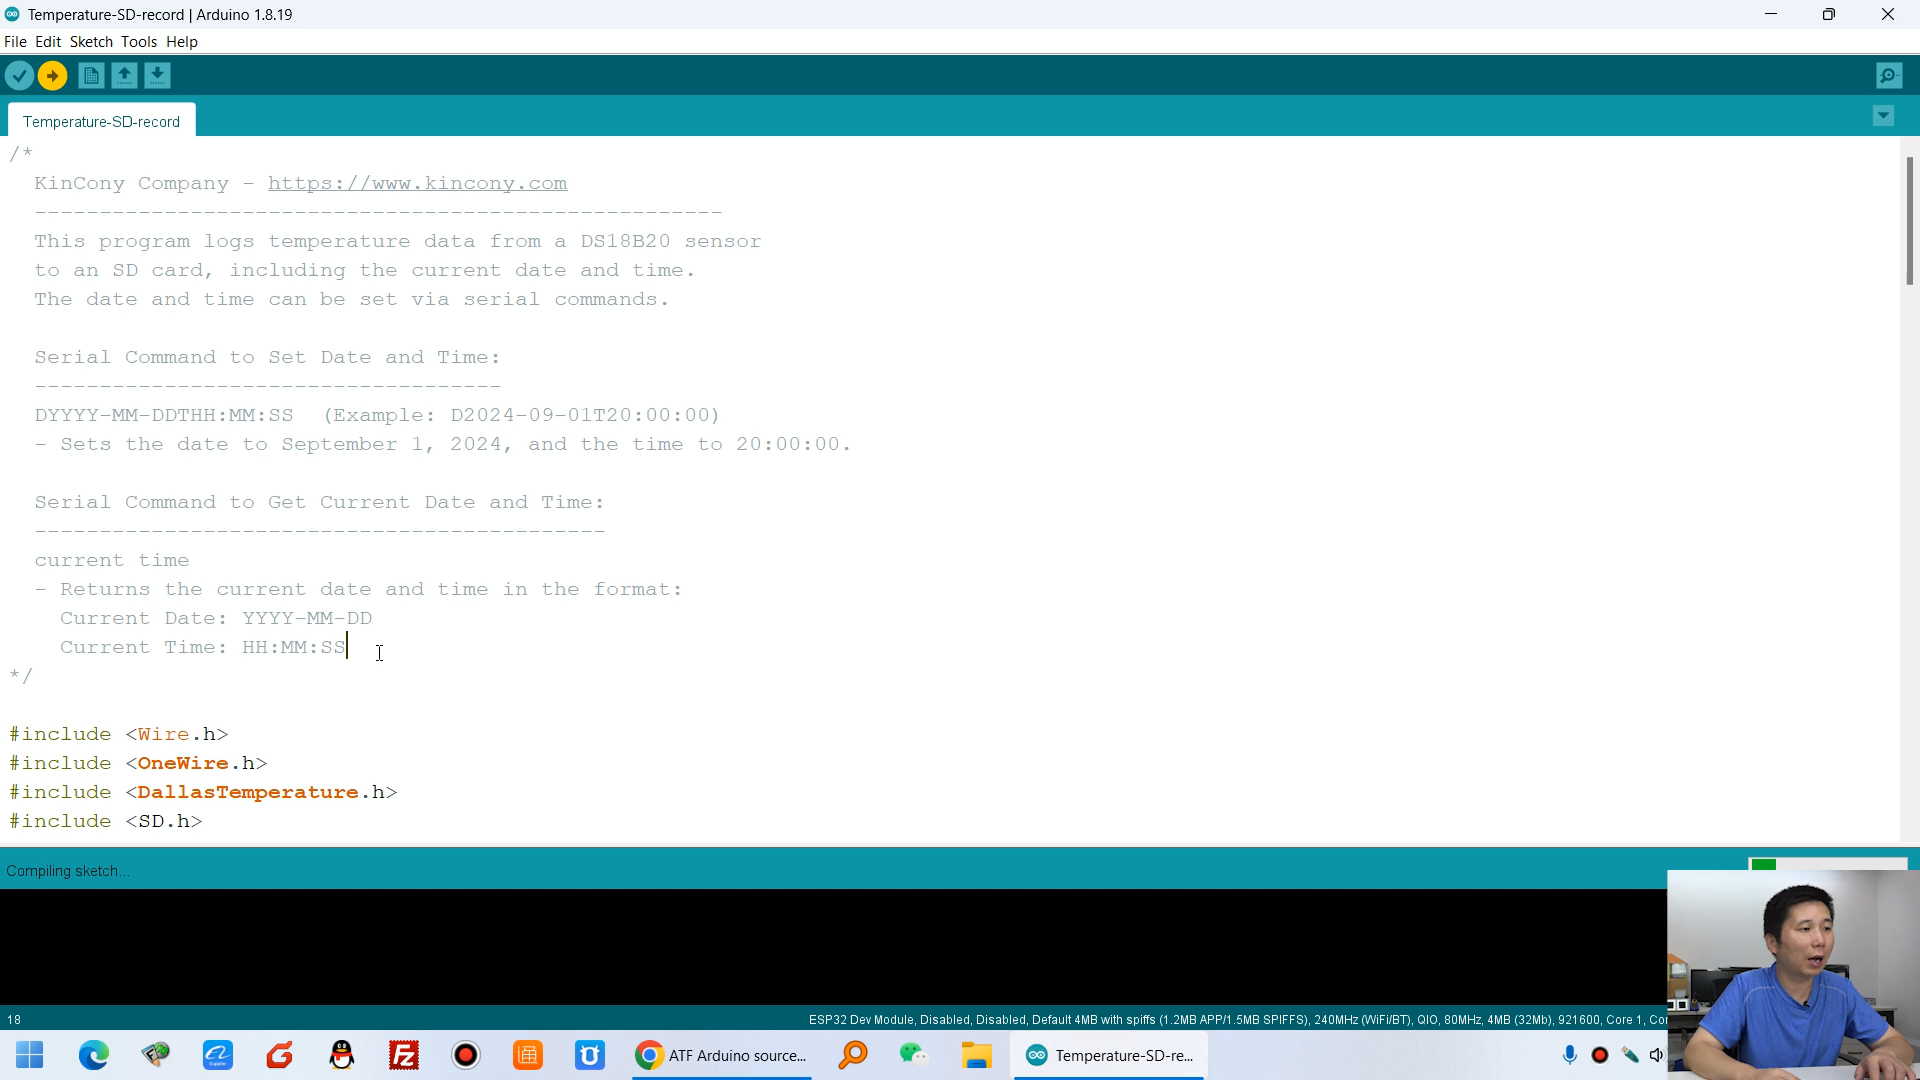 Temperature-SD-record | Arduino 1.8.19
File Edit Sketch Tools Help
Temperature-SD-record
/*
KinCony Company - https://www.kincony.com
-----------------------------------------------------
This program logs temperature data from a DS18B20 sensor
to an SD card, including the current date and time.
The date and time can be set via serial commands.
Serial Command to Set Date and Time:
------------------------------------
DYYYY-MM-DDTHH:MM:SS (Example: D2024-09-01T20:00:00)
- Sets the date to September 1, 2024, and the time to 20:00:00.
Serial Command to Get Current Date and Time:
--------------------------------------------
current time
- Returns the current date and time in the format:
Current Date: YYYY-MM-DD
Current Time: HH:MM:SS
*/
#include <Wire.h>
#include <OneWire.h>
#include <DallasTemperature.h>
#include <SD.h>
Compiling sketch...
18
ESP32 Dev Module, Disabled, Disabled, Default 4MB with spiffs (1.2MB APP/1.5MB SPIFFS), 240MHz (WiFi/BT), QIO, 80MHz, 4MB (32Mb), 921600, Core 1,
ATF Arduino source...
Temperature-SD-re...